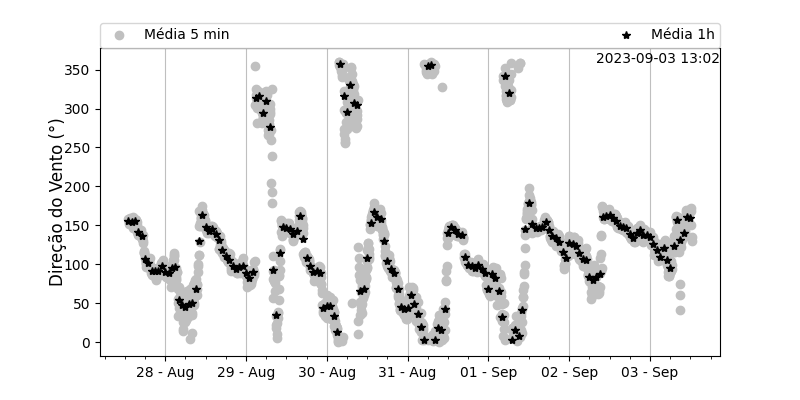 Média 5 min
Média 1h
2023-09-03 13:02
Direção do Vento (°)
350
300
250
200
150
100
50
0
28 - Aug
29 - Aug
30 - Aug
31 - Aug
01 - Sep
02 - Sep
03 - Sep